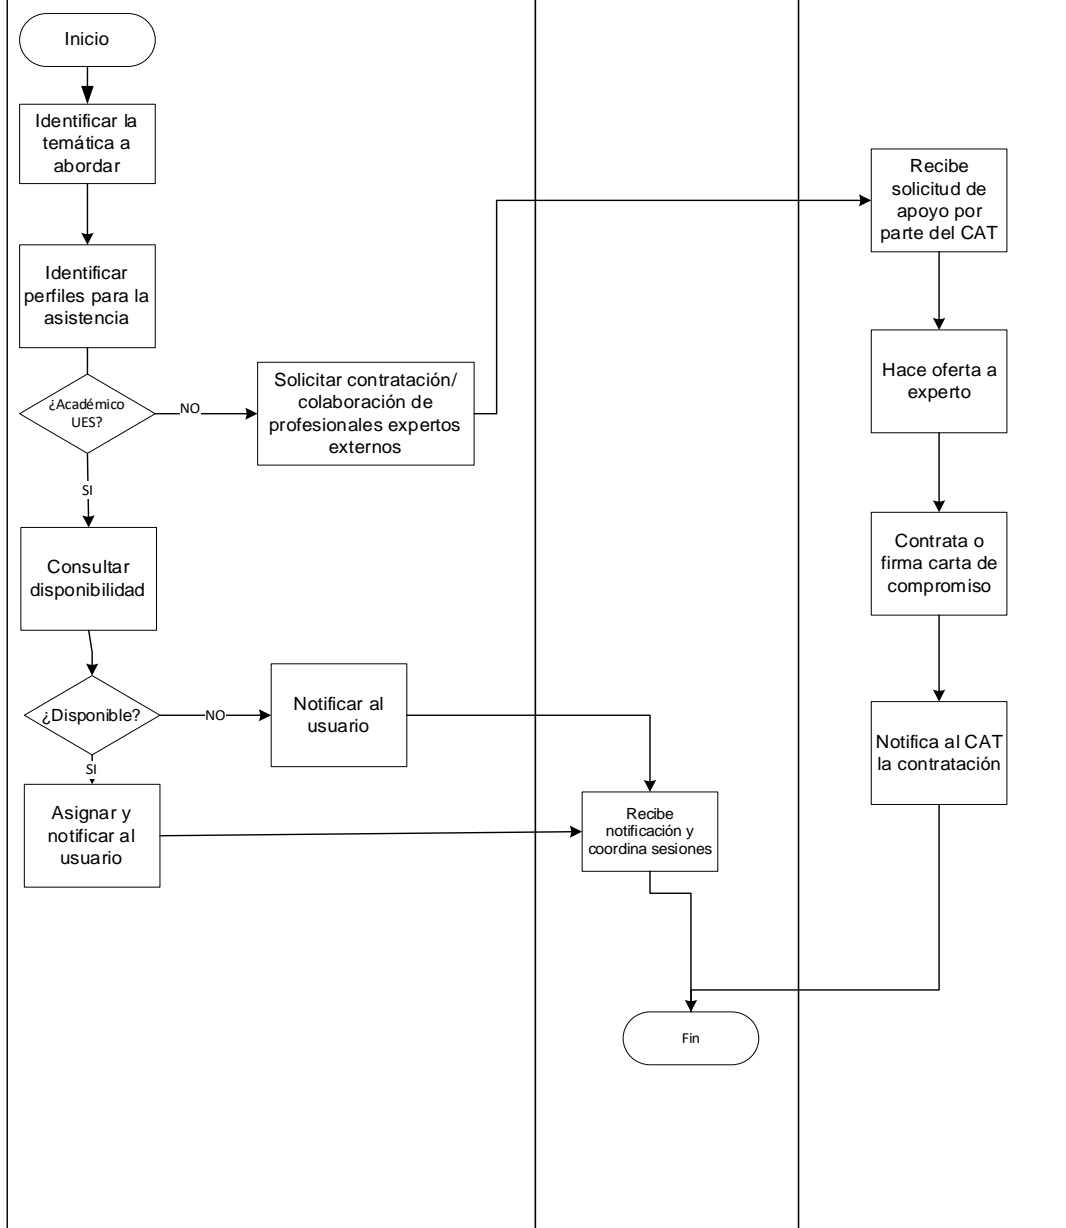 Inicio
Identificar la
temática a
abordar
Identificar
perfiles para la
asistencia
¿Académico
UES?
NO
Solicitar contratación/
colaboración de
profesionales expertos
externos
SI
Consultar
disponibilidad
¿Disponible?
NO
Notificar al
usuario
SI
Asignar y
notificar al
usuario
Recibe
notificación y
coordina sesiones
Recibe
solicitud de
apoyo por
parte del CAT
Hace oferta a
experto
Contrata o
firma carta de
compromiso
Notifica al CAT
la contratación
Fin